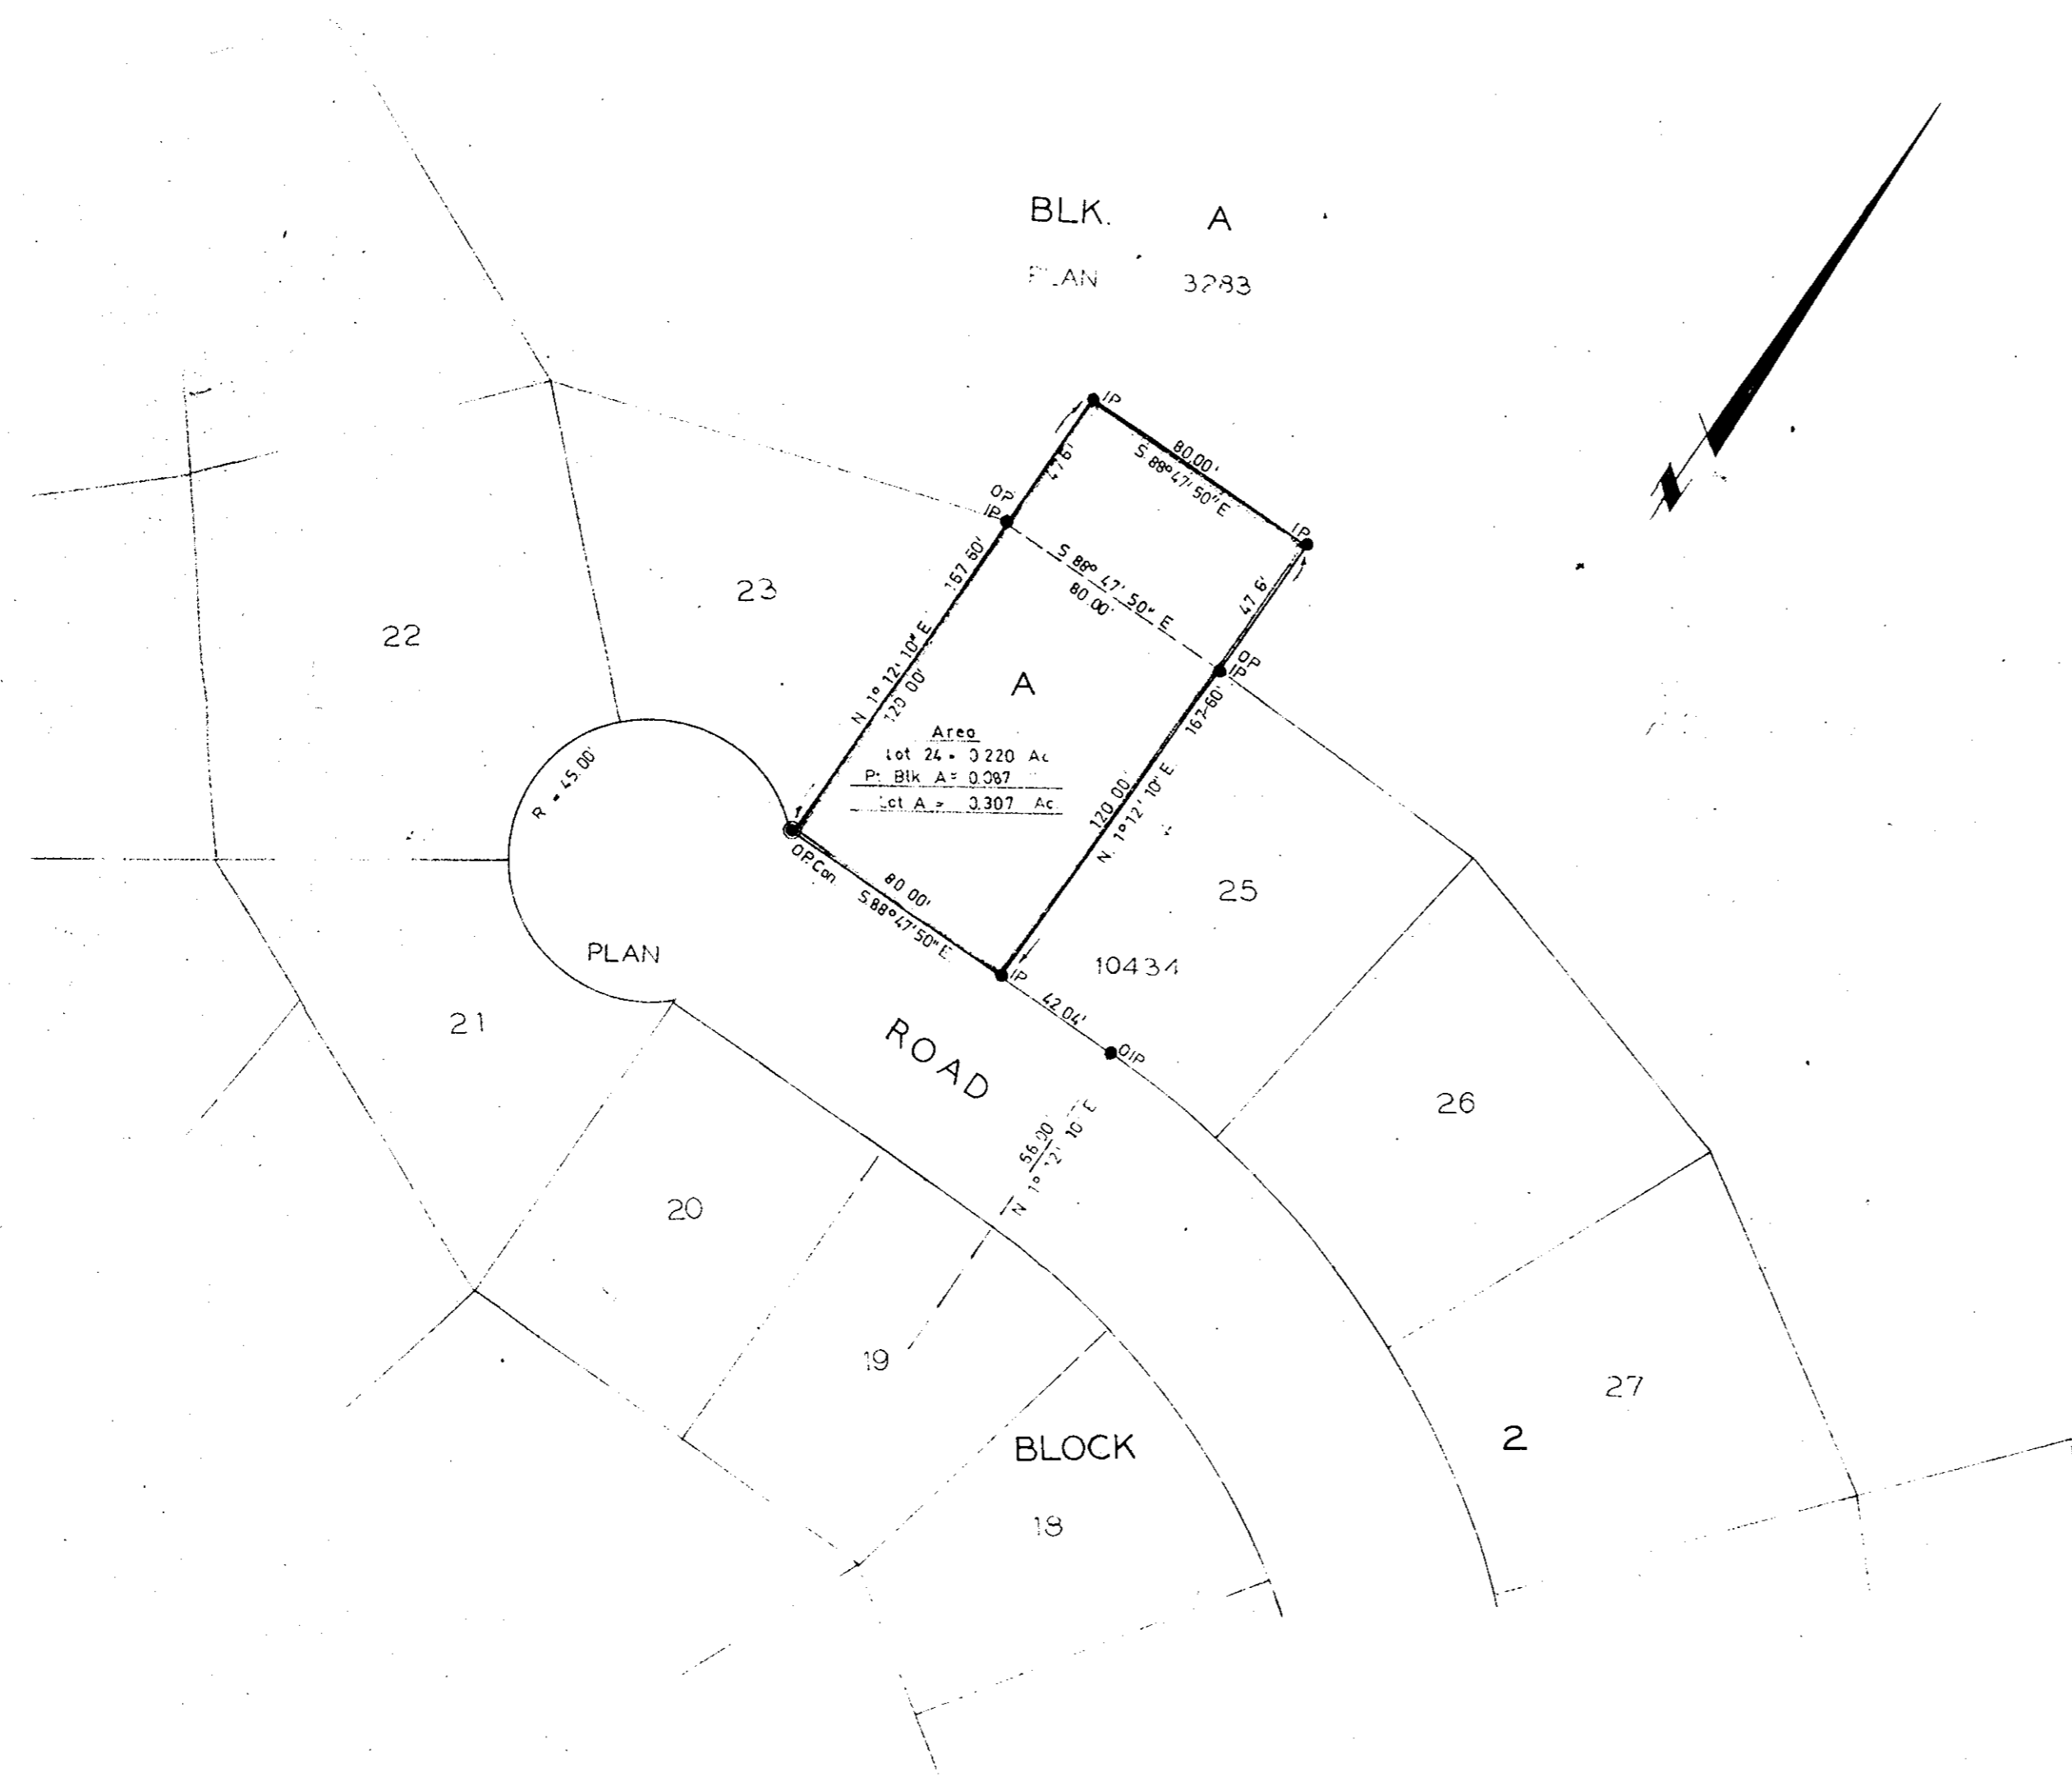 BLK. A
PLAN 3283
IP
80.00'
S 88° 47' 50" E
47.6'
OP
IP
IP
167.60'
S 88° 47' 50" E
80.00'
47.6'
23
22
OP
IP
N 1° 12' 10" E
120.00'
A
167.60'
Area
Lot 24 = 0.220 Ac
Pt Blk A = 0.087 "
Lot A = 0.307 Ac.
R = 45.00'
120.00'
N. 1° 12' 10" E
OP.Con.
80.00'
S.88°47'50" E
25
PLAN
10434
IP
42.04'
21
ROAD
OIP
56.00'
N 1° 12' 10" E
26
20
19
27
BLOCK 2
18